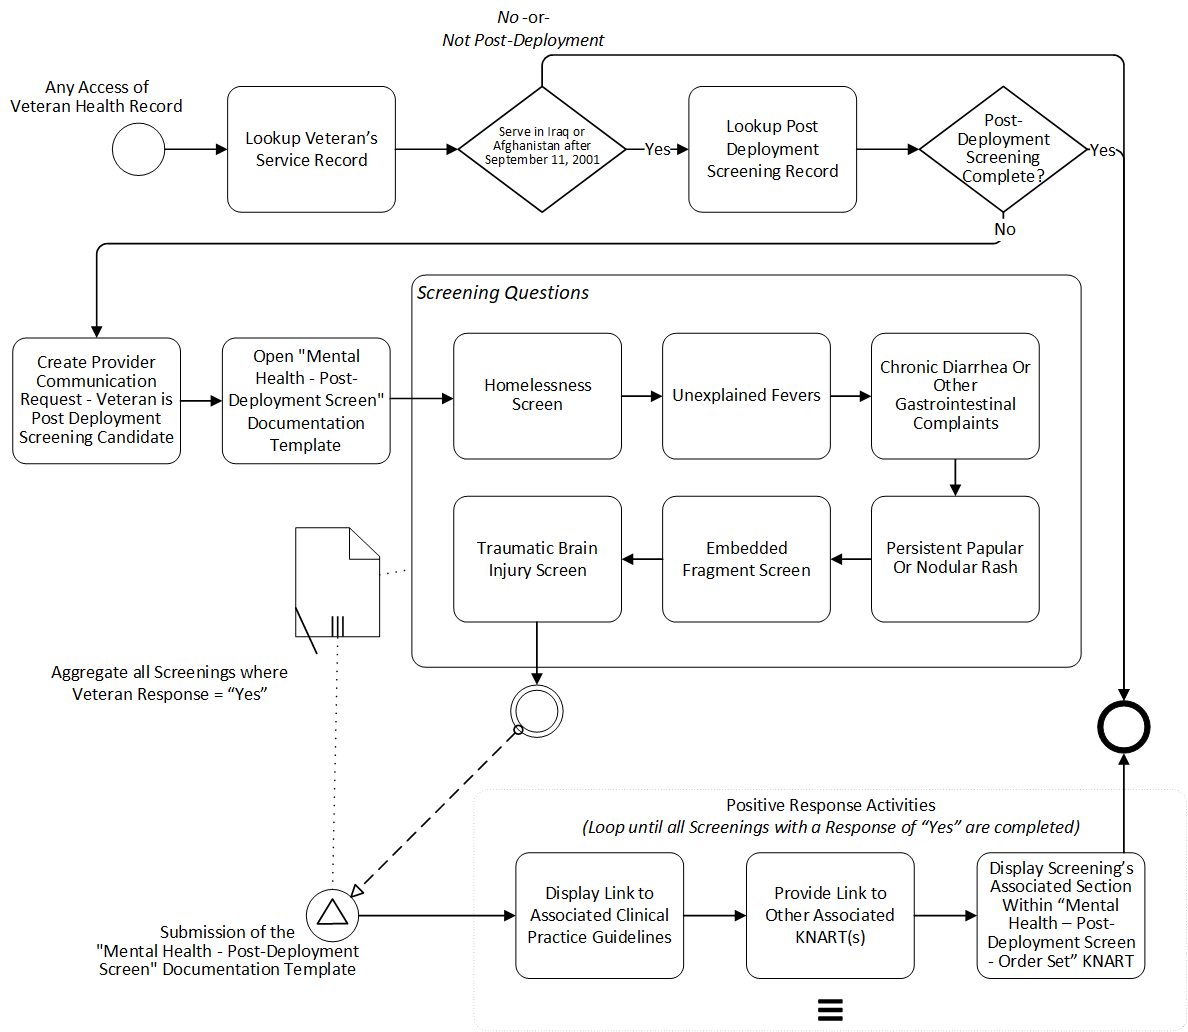 No -or-
Not Post-Deployment
Any Access of
Veteran Health Record
Lookup Veteran's
Service Record
Serve in Iraq or
Afghanistan after
September 11, 2001
Yes
Lookup Post
Deployment
Screening Record
Post-
Deployment
Screening
Complete?
Yes
No
Create Provider
Communication
Request - Veteran is
Post Deployment
Screening Candidate
Open "Mental
Health - Post-
Deployment Screen"
Documentation
Template
Screening Questions
Homelessness
Screen
Unexplained Fevers
Chronic Diarrhea Or
Other
Gastrointestinal
Complaints
Traumatic Brain
Injury Screen
Embedded
Fragment Screen
Persistent Papular
Or Nodular Rash
Aggregate all Screenings where
Veteran Response = “Yes”
Positive Response Activities
(Loop until all Screenings with a Response of “Yes” are completed)
Submission of the
"Mental Health - Post-Deployment
Screen" Documentation Template
Display Link to
Associated Clinical
Practice Guidelines
Provide Link to
Other Associated
KNART(s)
Display Screening’s
Associated Section
Within “Mental
Health – Post-
Deployment Screen
- Order Set” KNART